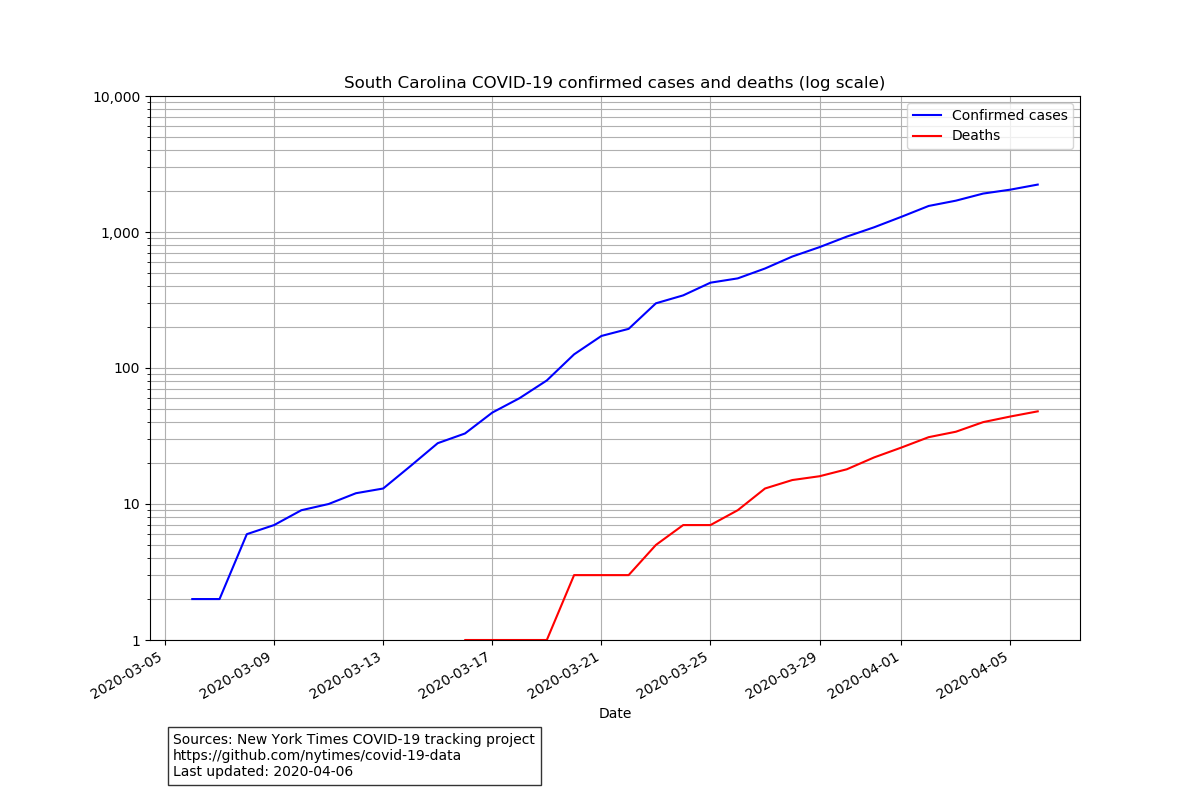 South Carolina COVID-19 confirmed cases and deaths (log scale)
10,000
1,000
100
10
1
Confirmed cases
Deaths
2020-03-05
2020-03-09
2020-03-13
2020-03-17
2020-03-21
2020-03-25
2020-03-29
2020-04-01
2020-04-05
Date
Sources: New York Times COVID-19 tracking project
https://github.com/nytimes/covid-19-data
Last updated: 2020-04-06